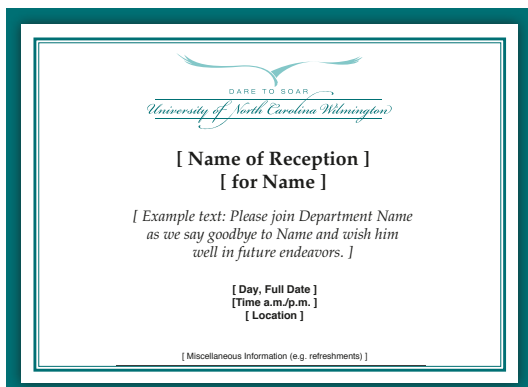 DARE TO SOAR
University of North Carolina Wilmington
[ Name of Reception ]
[ for Name ]
[ Example text: Please join Department Name
as we say goodbye to Name and wish him
well in future endeavors. ]
[ Day, Full Date ]
[Time a.m./p.m. ]
[ Location ]
[ Miscellaneous Information (e.g. refreshments) ]